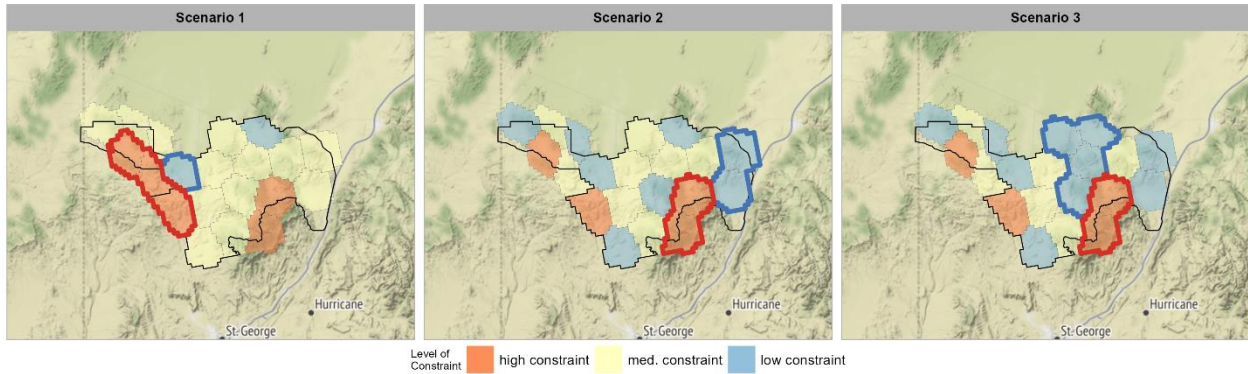 Scenario 1
Scenario 2
Scenario 3
Hurricane
St. George
Hurricane
St. George
Hurricane
St. George
Level of
Constraint
high constraint
med. constraint
low constraint